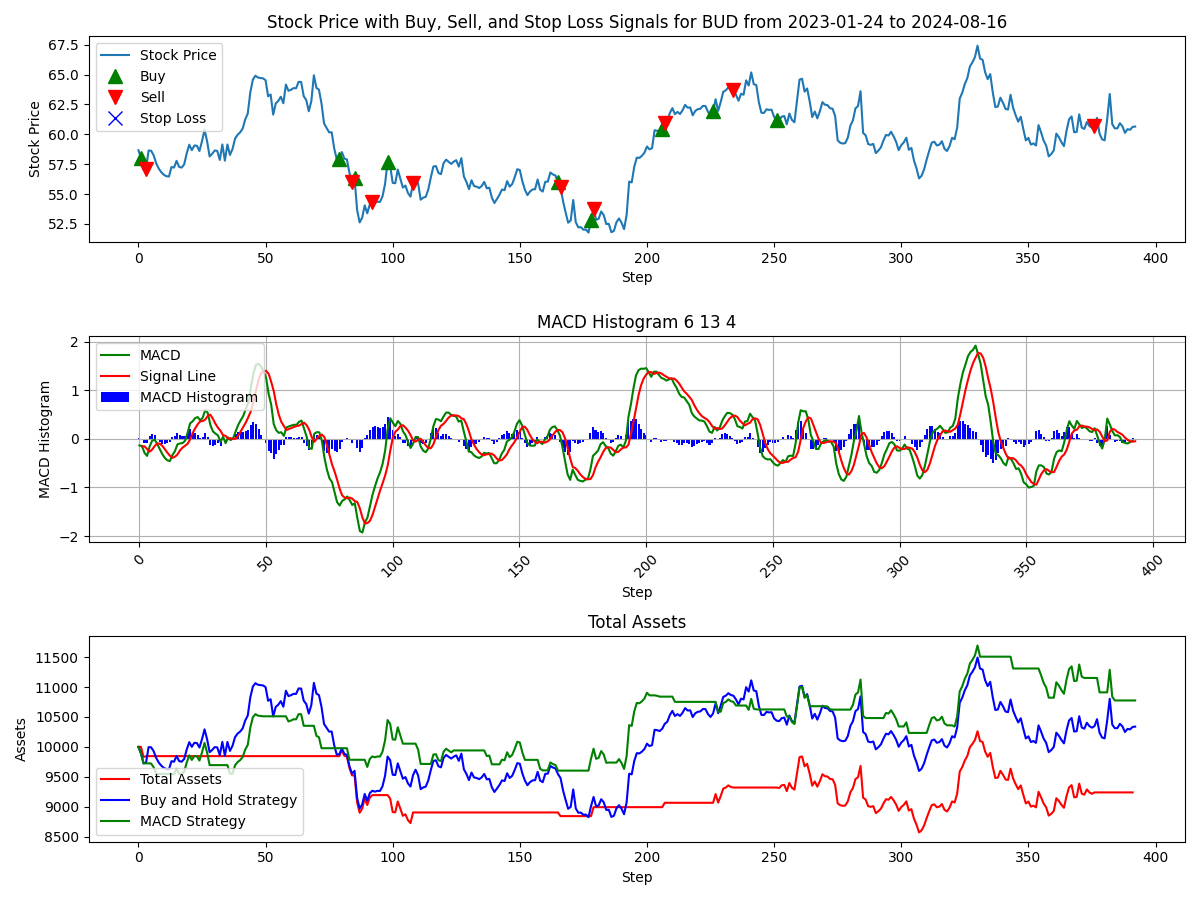 Stock Price with Buy, Sell, and Stop Loss Signals for BUD from 2023-01-24 to 2024-08-16
Stock Price
67.5
65.0
62.5
60.0
57.5
55.0
52.5
Stock Price
Buy
Sell
Stop Loss
0 50 100 150 200 250 300 350 400
Step
MACD Histogram 6 13 4
MACD Histogram
2
1
0
−1
−2
MACD
Signal Line
MACD Histogram
0 50 100 150 200 250 300 350 400
Step
Total Assets
Assets
11500
11000
10500
10000
9500
9000
8500
Total Assets
Buy and Hold Strategy
MACD Strategy
0 50 100 150 200 250 300 350 400
Step